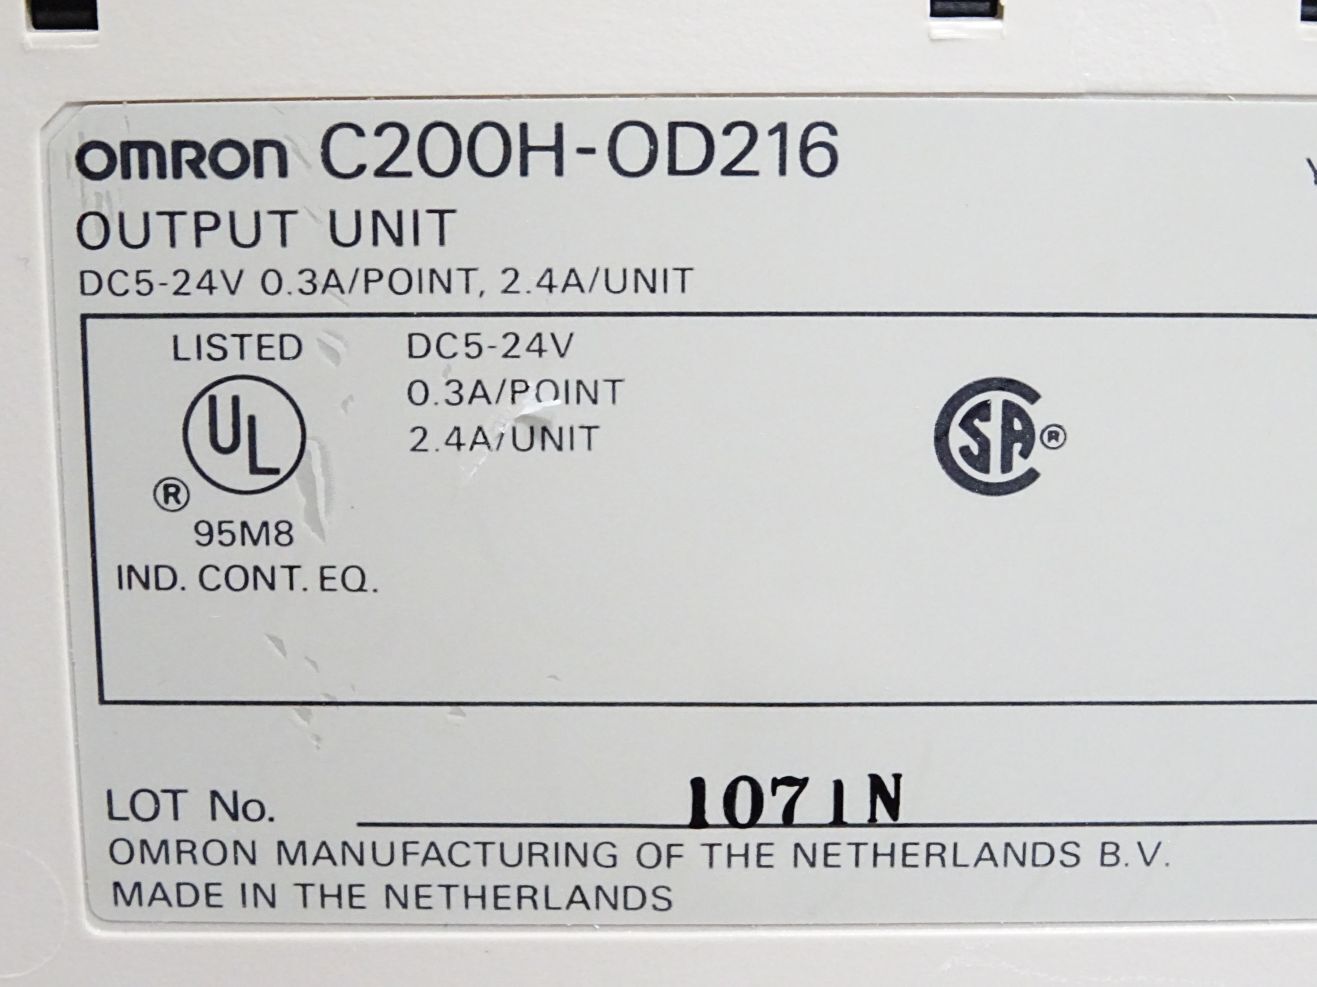 OMRON C200H-OD216
OUTPUT UNIT
DC5-24V 0.3A/POINT, 2.4A/UNIT
LISTED
UL
®
95M8
IND. CONT. EQ.
DC5-24V
0.3A/POINT
2.4A/UNIT
CSA®
LOT No. 1071N
OMRON MANUFACTURING OF THE NETHERLANDS B.V.
MADE IN THE NETHERLANDS